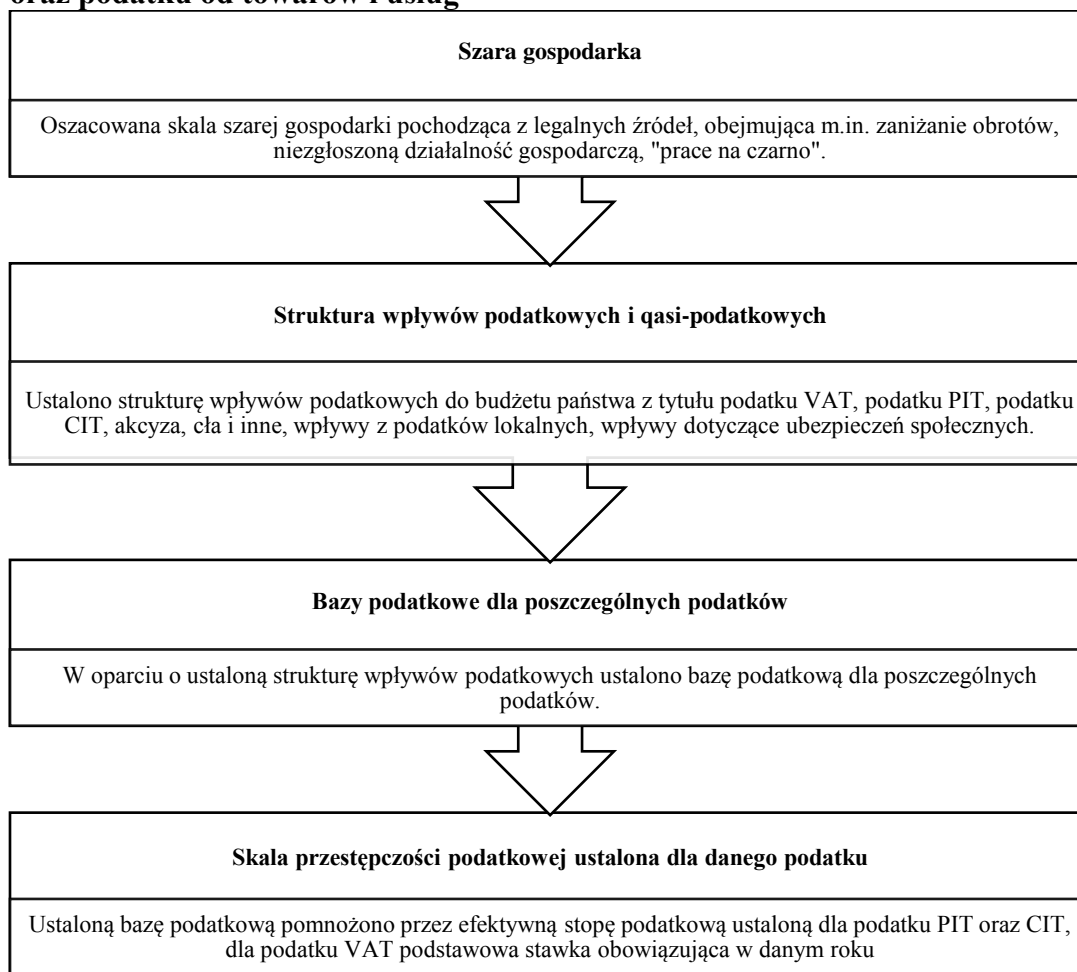 oraz podatku od towarów i usług
Szara gospodarka
Oszacowana skala szarej gospodarki pochodząca z legalnych źródeł, obejmująca m.in. zaniżanie obrotów,
niezgłoszoną działalność gospodarczą, "prace na czarno".
Struktura wpływów podatkowych i qasi-podatkowych
Ustalono strukturę wpływów podatkowych do budżetu państwa z tytułu podatku VAT, podatku PIT, podatku
CIT, akcyza, cła i inne, wpływy z podatków lokalnych, wpływy dotyczące ubezpieczeń społecznych.
Bazy podatkowe dla poszczególnych podatków
W oparciu o ustaloną strukturę wpływów podatkowych ustalono bazę podatkową dla poszczególnych
podatków.
Skala przestępczości podatkowej ustalona dla danego podatku
Ustaloną bazę podatkową pomnożono przez efektywną stopę podatkową ustaloną dla podatku PIT oraz CIT,
dla podatku VAT podstawowa stawka obowiązująca w danym roku